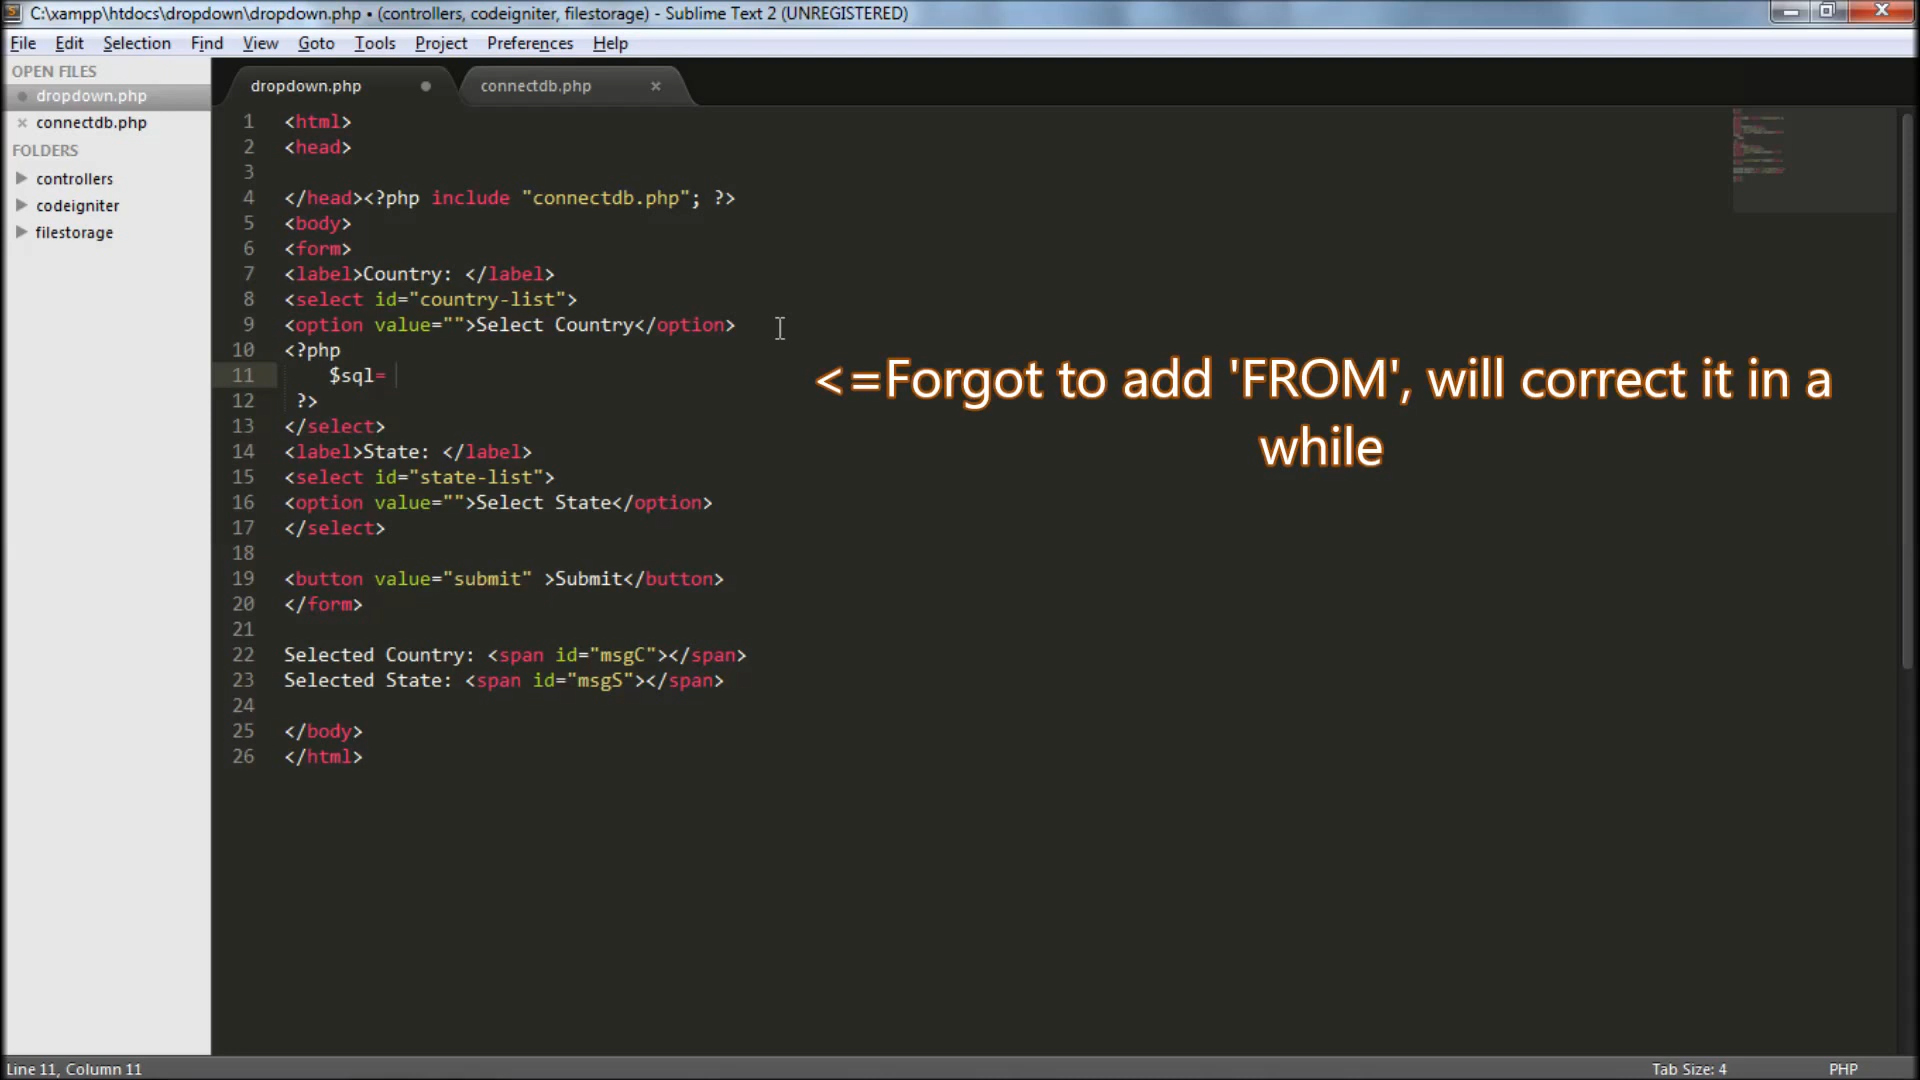 C:\xampp\htdocs\dropdown\dropdown.php • (controllers, codeigniter, filestorage) - Sublime Text 2 (UNREGISTERED)
File Edit Selection Find View Goto Tools Project Preferences Help
OPEN FILES
dropdown.php
connectdb.php
FOLDERS
controllers
codeigniter
filestorage
dropdown.php connectdb.php
1 <html>
2 <head>
3
4 </head><?php include "connectdb.php"; ?>
5 <body>
6 <form>
7 <label>Country: </label>
8 <select id="country-list">
9 <option value="">Select Country</option>
10 <?php
11 $sql=
12 ?>
13 </select>
14 <label>State: </label>
15 <select id="state-list">
16 <option value="">Select State</option>
17 </select>
18
19 <button value="submit" >Submit</button>
20 </form>
21
22 Selected Country: <span id="msgC"></span>
23 Selected State: <span id="msgS"></span>
24
25 </body>
26 </html>
<=Forgot to add 'FROM', will correct it in a
while
Line 11, Column 11
Tab Size: 4
PHP